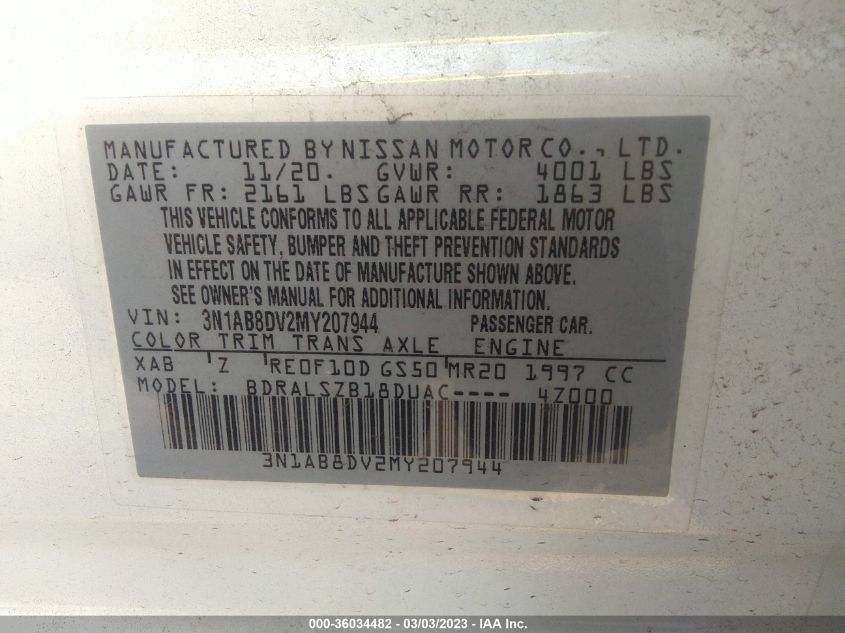 MANUFACTURED BY NISSAN MOTOR CO., LTD.
DATE: 11/20. GVWR: 4001 LBS
GAWR FR: 2161 LBS GAWR RR: 1863 LBS
THIS VEHICLE CONFORMS TO ALL APPLICABLE FEDERAL MOTOR
VEHICLE SAFETY, BUMPER AND THEFT PREVENTION STANDARDS
IN EFFECT ON THE DATE OF MANUFACTURE SHOWN ABOVE.
SEE OWNER'S MANUAL FOR ADDITIONAL INFORMATION.
VIN: 3N1AB8DV2MY207944 PASSENGER CAR.
COLOR TRIM TRANS AXLE ENGINE
XAB Z RE0F10D GS50 MR20 1997 CC
MODEL: BDRALSZB18DUAC---- 4Z000
3N1AB8DV2MY207944
000-36034482 - 03/03/2023 - IAA Inc.